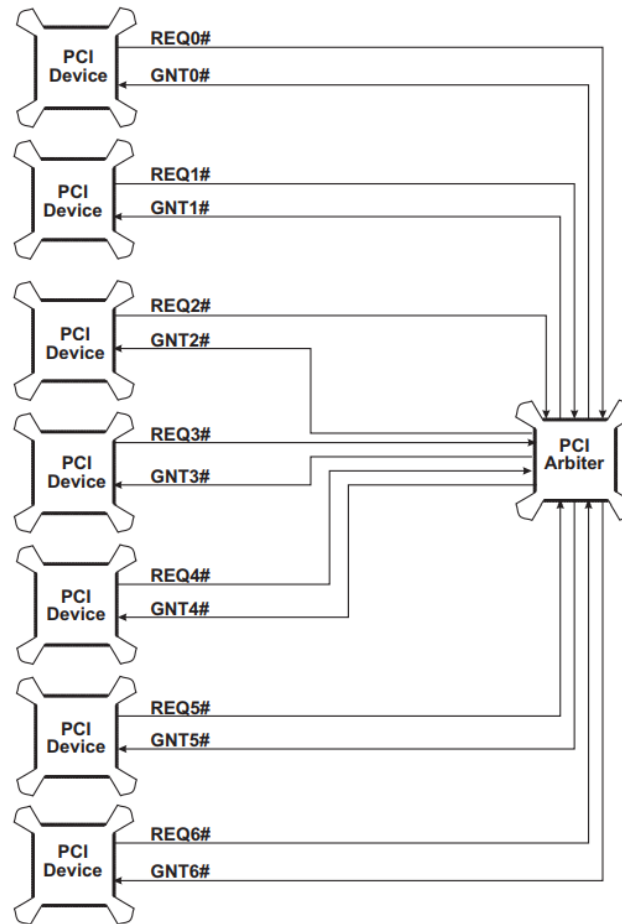 PCI
Device
REQ0#
GNT0#
PCI
Device
REQ1#
GNT1#
PCI
Device
REQ2#
GNT2#
PCI
Device
REQ3#
GNT3#
PCI
Arbiter
PCI
Device
REQ4#
GNT4#
PCI
Device
REQ5#
GNT5#
PCI
Device
REQ6#
GNT6#